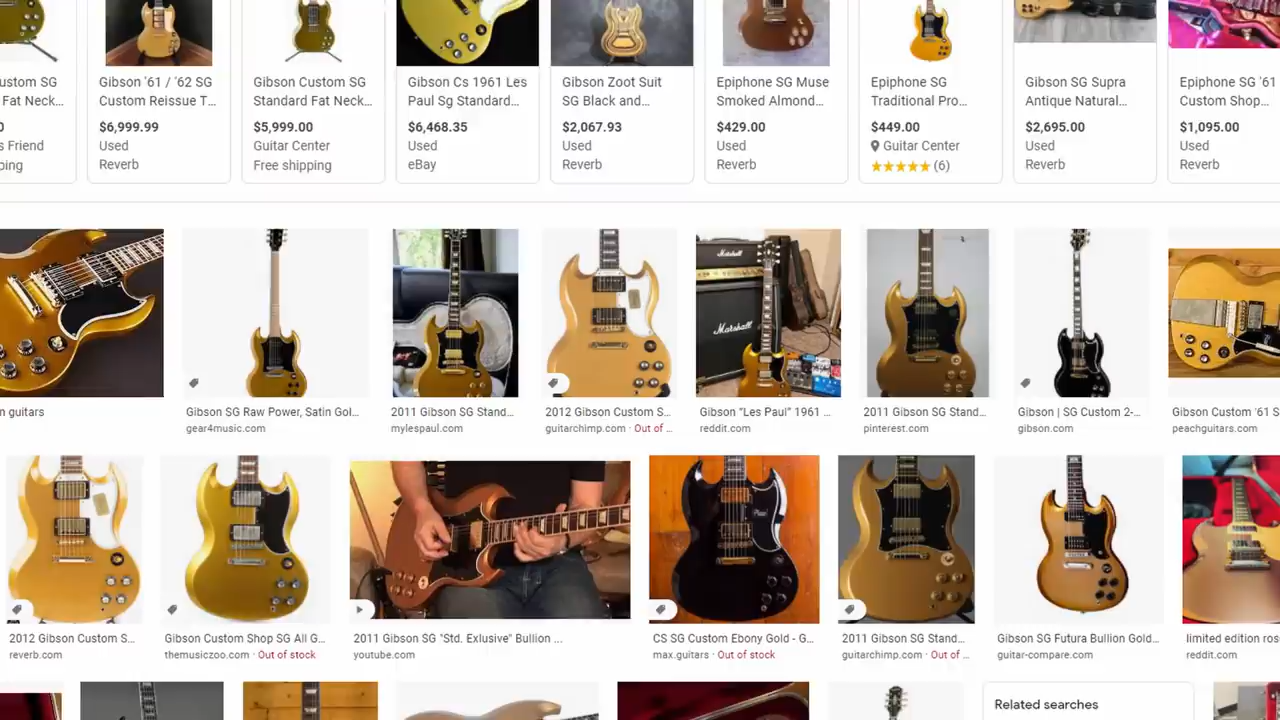 ustom SG
Fat Neck...
0
s Friend
ping
Gibson '61 / '62 SG
Custom Reissue T...
$6,999.99
Used
Reverb
Gibson Custom SG
Standard Fat Neck...
$5,999.00
Guitar Center
Free shipping
Gibson Cs 1961 Les
Paul Sg Standard...
$6,468.35
Used
eBay
Gibson Zoot Suit
SG Black and...
$2,067.93
Used
Reverb
Epiphone SG Muse
Smoked Almond...
$429.00
Used
Reverb
Epiphone SG
Traditional Pro...
$449.00
Guitar Center
(6)
Gibson SG Supra
Antique Natural...
$2,695.00
Used
Reverb
Epiphone SG '61
Custom Shop...
$1,095.00
Used
Reverb
Marshall
Marshall
n guitars
Gibson SG Raw Power, Satin Gol...
gear4music.com
2011 Gibson SG Stand...
mylespaul.com
2012 Gibson Custom S...
guitarchimp.com · Out of ...
Gibson "Les Paul" 1961 ...
reddit.com
2011 Gibson SG Stand...
pinterest.com
Gibson | SG Custom 2-...
gibson.com
Gibson Custom '61 S
peachguitars.com
2012 Gibson Custom S...
reverb.com
Gibson Custom Shop SG All G...
themusiczoo.com · Out of stock
2011 Gibson SG "Std. Exlusive" Bullion ...
youtube.com
CS SG Custom Ebony Gold - G...
max.guitars · Out of stock
2011 Gibson SG Stand...
guitarchimp.com · Out of ...
Gibson SG Futura Bullion Gold...
guitar-compare.com
limited edition ros
reddit.com
Related searches